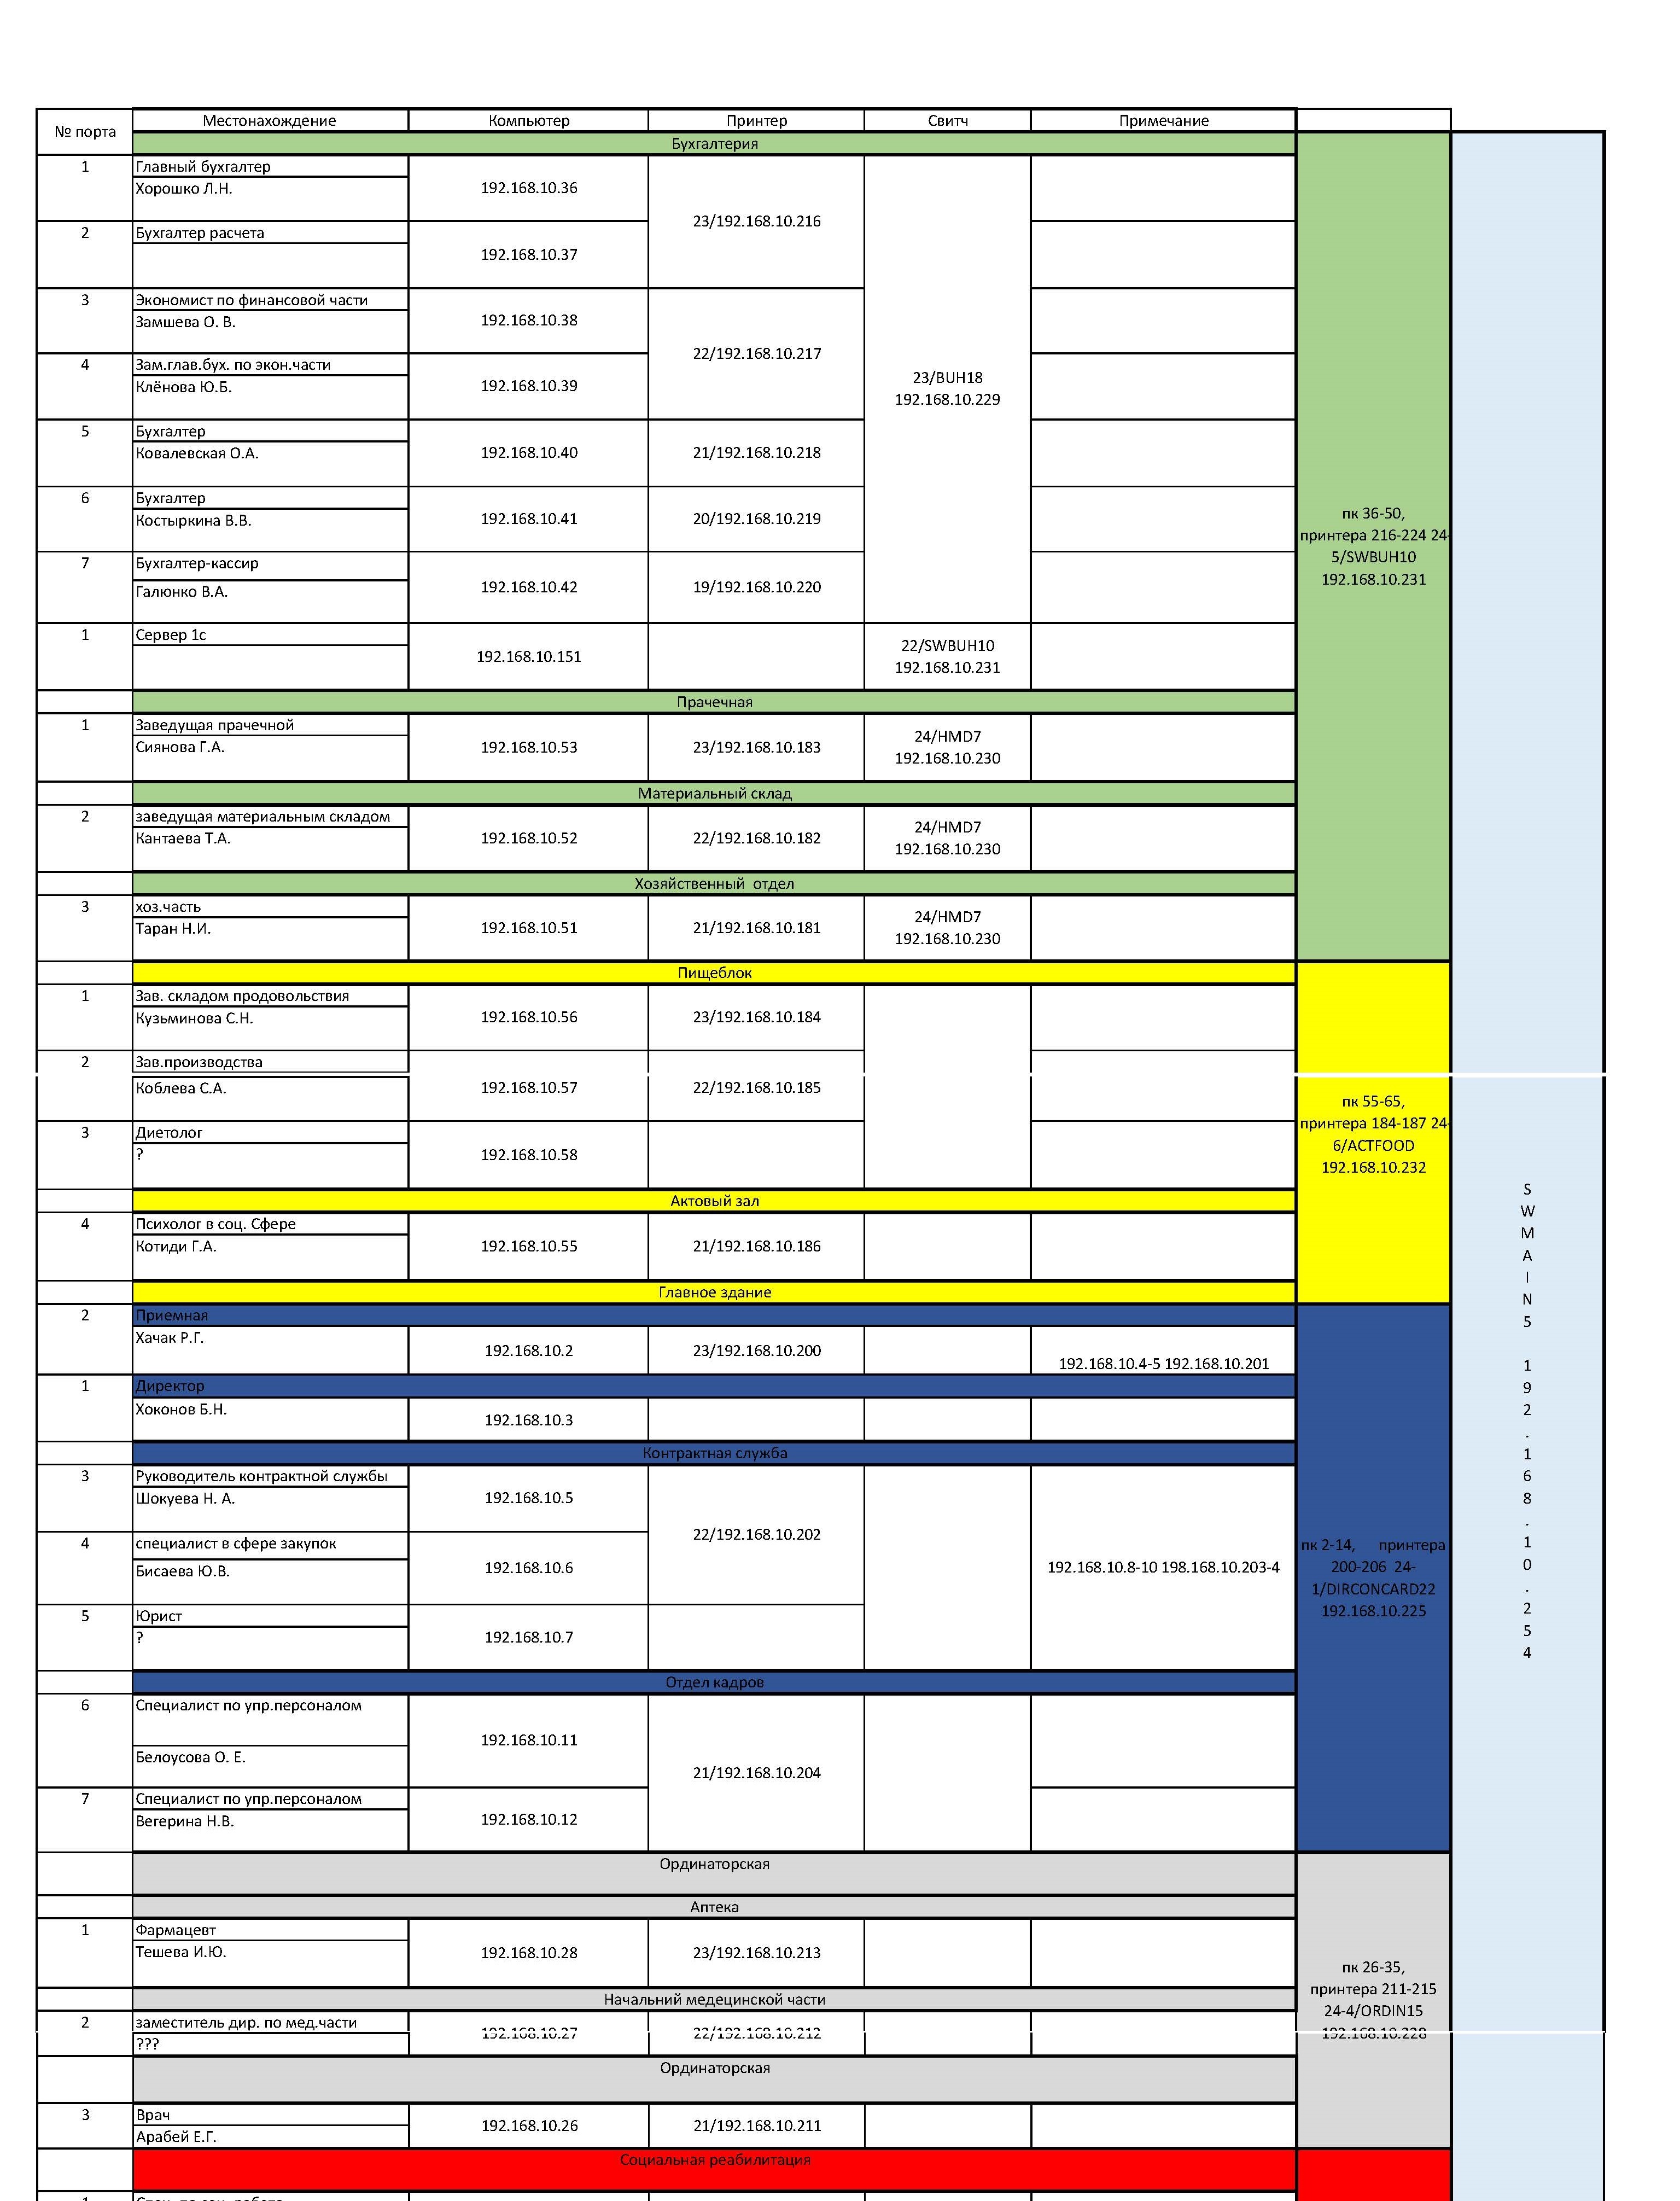 № порта
Местонахождение
Компьютер
Принтер
Свитч
Примечание
Бухгалтерия
1
Главный бухгалтер
Хорошко Л.Н.
192.168.10.36
23/192.168.10.216
2
Бухгалтер расчета
192.168.10.37
3
Экономист по финансовой части
Замшева О. В.
192.168.10.38
22/192.168.10.217
4
Зам.глав.бух. по экон.части
Клёнова Ю.Б.
192.168.10.39
23/BUH18
192.168.10.229
5
Бухгалтер
Ковалевская О.А.
192.168.10.40
21/192.168.10.218
6
Бухгалтер
Костыркина В.В.
192.168.10.41
20/192.168.10.219
7
Бухгалтер-кассир
Галюнко В.А.
192.168.10.42
19/192.168.10.220
пк 36-50,
принтера 216-224 24-
5/SWBUH10
192.168.10.231
1
Сервер 1с
192.168.10.151
22/SWBUH10
192.168.10.231
Прачечная
1
Заведущая прачечной
Сиянова Г.А.
192.168.10.53
23/192.168.10.183
24/HMD7
192.168.10.230
Материальный склад
2
заведущая материальным складом
Кантаева Т.А.
192.168.10.52
22/192.168.10.182
24/HMD7
192.168.10.230
Хозяйственный отдел
3
хоз.часть
Таран Н.И.
192.168.10.51
21/192.168.10.181
24/HMD7
192.168.10.230
Пищеблок
1
Зав. складом продовольствия
Кузьминова С.Н.
192.168.10.56
23/192.168.10.184
2
Зав.производства
Коблева С.А.
192.168.10.57
22/192.168.10.185
3
Диетолог
?
192.168.10.58
пк 55-65,
принтера 184-187 24-
6/ACTFOOD
192.168.10.232
Актовый зал
4
Психолог в соц. Сфере
Котиди Г.А.
192.168.10.55
21/192.168.10.186
Главное здание
2
Приемная
Хачак Р.Г.
192.168.10.2
23/192.168.10.200
192.168.10.4-5 192.168.10.201
1
Директор
Хоконов Б.Н.
192.168.10.3
S
W
M
A
I
N
5
1
9
2
.
1
6
8
.
1
0
.
2
5
4
Контрактная служба
3
Руководитель контрактной службы
Шокуева Н. А.
192.168.10.5
22/192.168.10.202
4
специалист в сфере закупок
Бисаева Ю.В.
192.168.10.6
192.168.10.8-10 198.168.10.203-4
5
Юрист
?
192.168.10.7
пк 2-14, принтера
200-206 24-
1/DIRCONCARD22
192.168.10.225
Отдел кадров
6
Специалист по упр.персоналом
Белоусова О. Е.
192.168.10.11
21/192.168.10.204
7
Специалист по упр.персоналом
Вегерина Н.В.
192.168.10.12
Ординаторская
Аптека
1
Фармацевт
Тешева И.Ю.
192.168.10.28
23/192.168.10.213
пк 26-35,
принтера 211-215
24-4/ORDIN15
192.168.10.228
Начальний медецинской части
2
заместитель дир. по мед.части
???
192.168.10.27
22/192.168.10.212
Ординаторская
3
Врач
Арабей Е.Г.
192.168.10.26
21/192.168.10.211
Социальная реабилитация